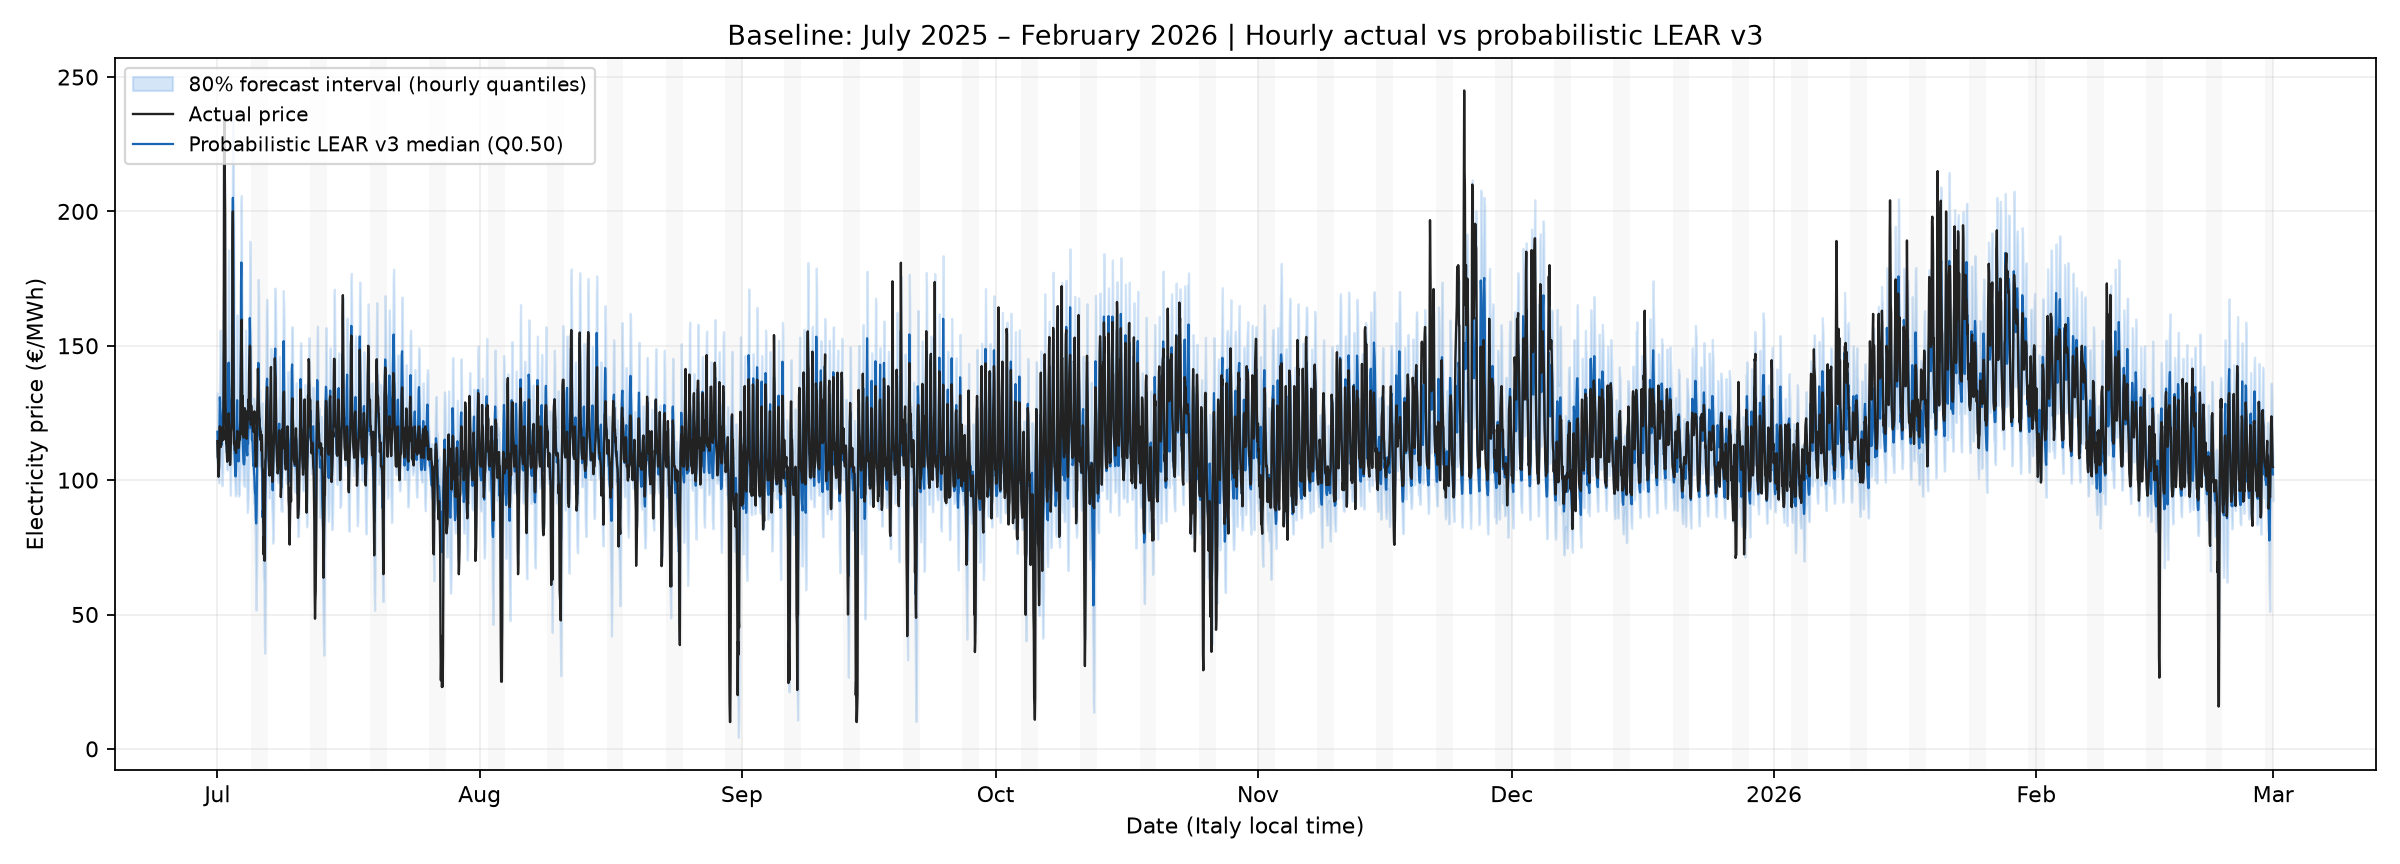 Baseline: July 2025 – February 2026 | Hourly actual vs probabilistic LEAR v3
250
200
150
100
50
0
Electricity price (€/MWh)
80% forecast interval (hourly quantiles)
Actual price
Probabilistic LEAR v3 median (Q0.50)
Jul Aug Sep Oct Nov Dec 2026 Feb Mar
Date (Italy local time)